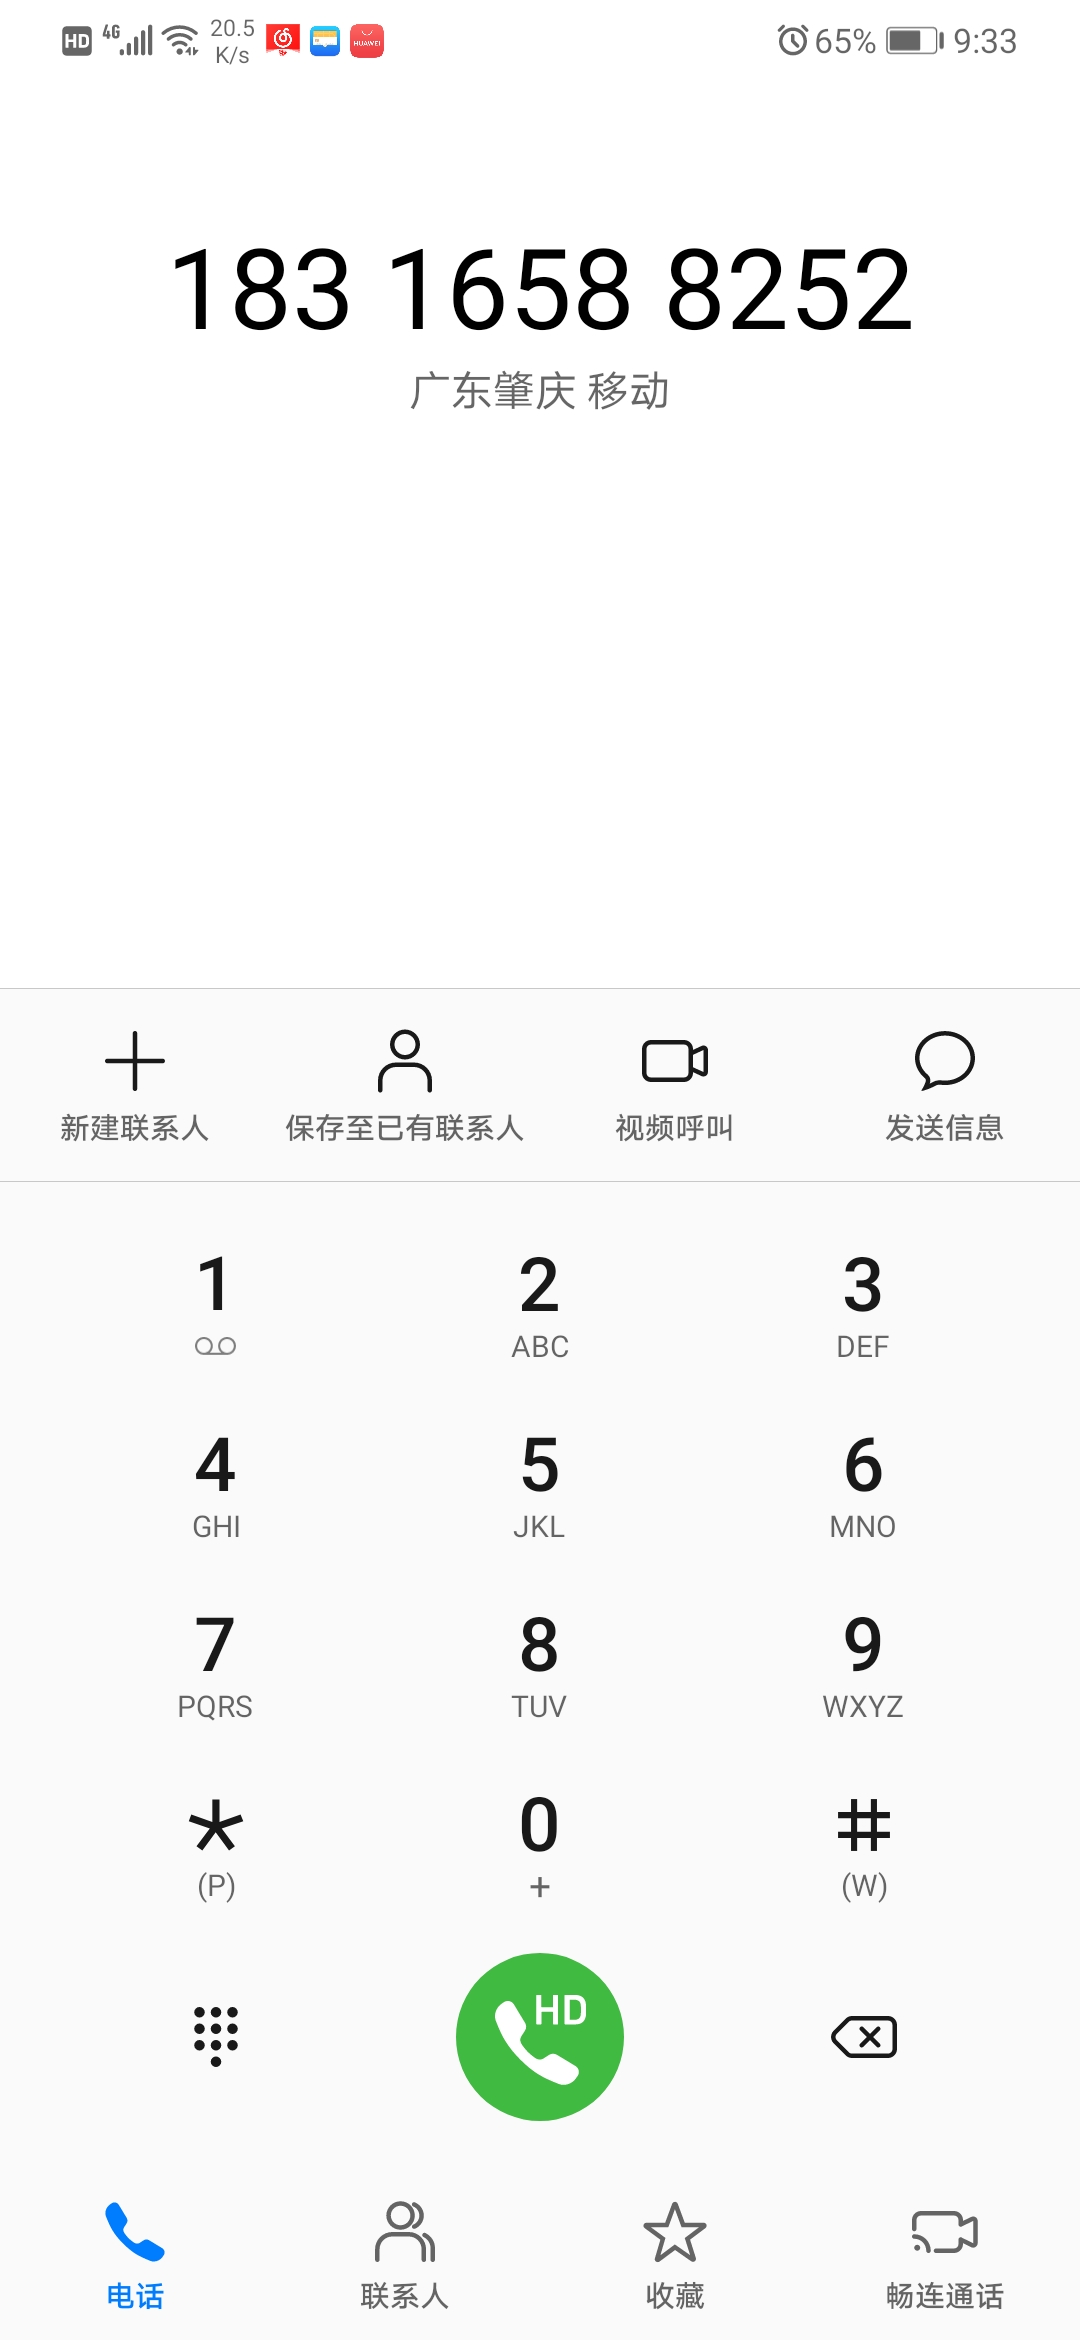 HD 4G 20.5 K/s HUAWEI 65% 9:33
183 1658 8252
广东肇庆 移动
新建联系人 保存至已有联系人 视频呼叫 发送信息
1 2 3
ABC DEF
4 5 6
GHI JKL MNO
7 8 9
PQRS TUV WXYZ
* 0 #
(P) + (W)
HD
电话 联系人 收藏 畅连通话